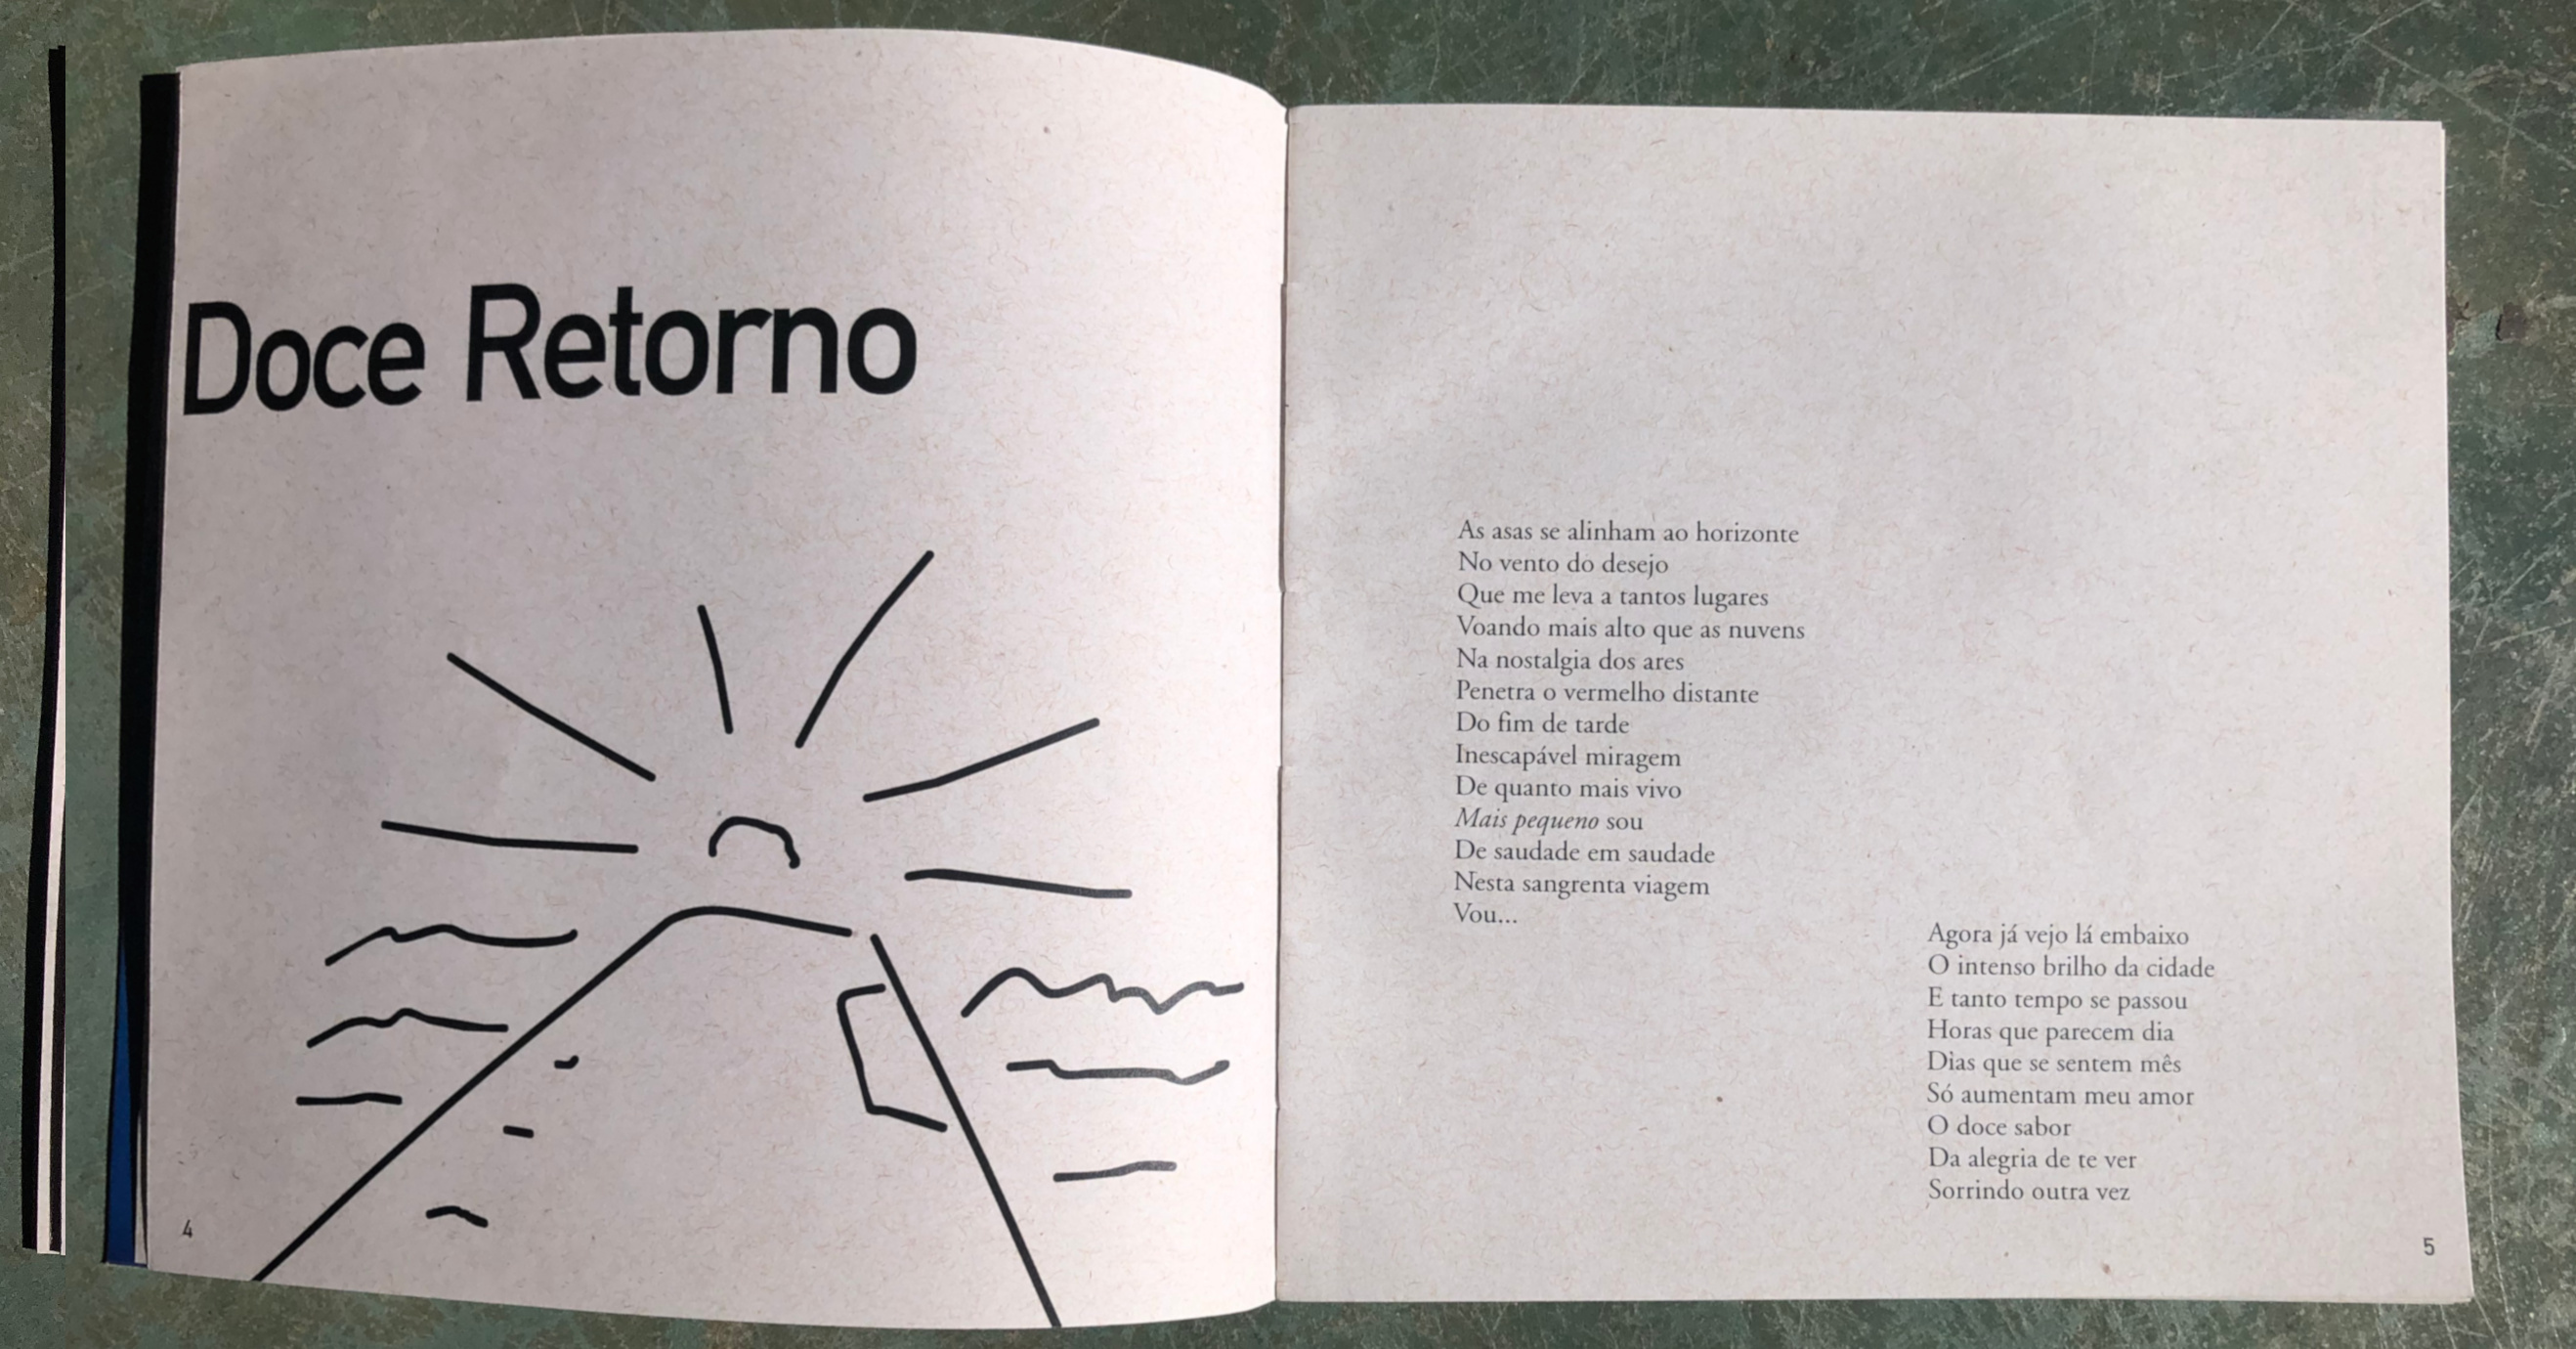 Doce Retorno
4
As asas se alinham ao horizonte
No vento do desejo
Que me leva a tantos lugares
Voando mais alto que as nuvens
Na nostalgia dos ares
Penetra o vermelho distante
Do fim de tarde
Inescapável miragem
De quanto mais vivo
Mais pequeno sou
De saudade em saudade
Nesta sangrenta viagem
Vou...
Agora já vejo lá embaixo
O intenso brilho da cidade
E tanto tempo se passou
Horas que parecem dia
Dias que se sentem mês
Só aumentam meu amor
O doce sabor
Da alegria de te ver
Sorrindo outra vez
5